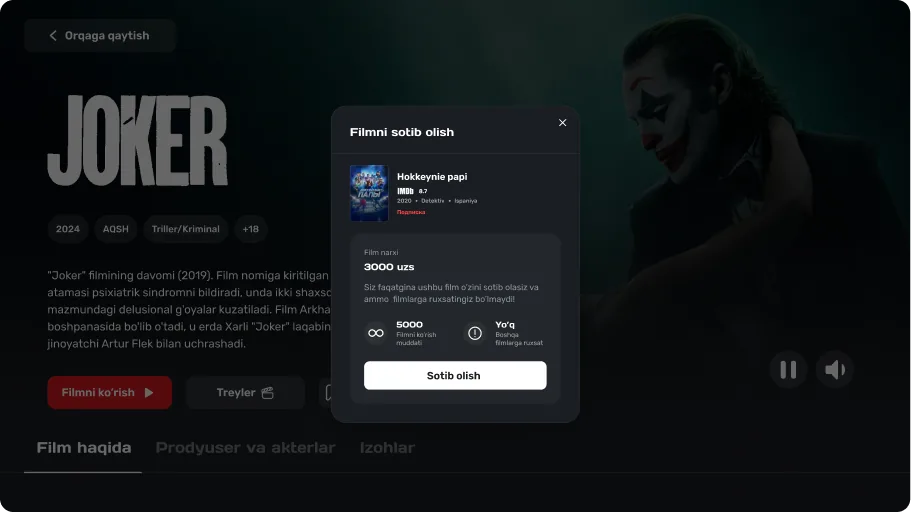 Orqaga qaytish
JOKER
2024
AQSH
Triller/Kriminal
+18
"Joker" filmining davomi (2019). Film nomiga kiritilgan
atamasi psixiatrik sindromni bildiradi, unda ikki shaxsc
mazmundagi delusional g'oyalar kuzatiladi. Film Arkha
boshpanasida bo'lib o'tadi, u erda Xarli "Joker" laqabin
jinoyatchi Artur Flek bilan uchrashadi.
Filmni ko'rish
Treyler
Film haqida
Prodyuser va akterlar
Izohlar
Filmni sotib olish
Hokkeynie papi
IMDb 8.7
2020 • Detektiv • Ispaniya
Подписка
Film narxi
3000 uzs
Siz faqatgina ushbu film o'zini sotib olasiz va
ammo filmlarga ruxsatingiz bo'lmaydi!
5000
Filmni ko'rish
muddati
Yo'q
Boshqa
filmlarga ruxsat
Sotib olish